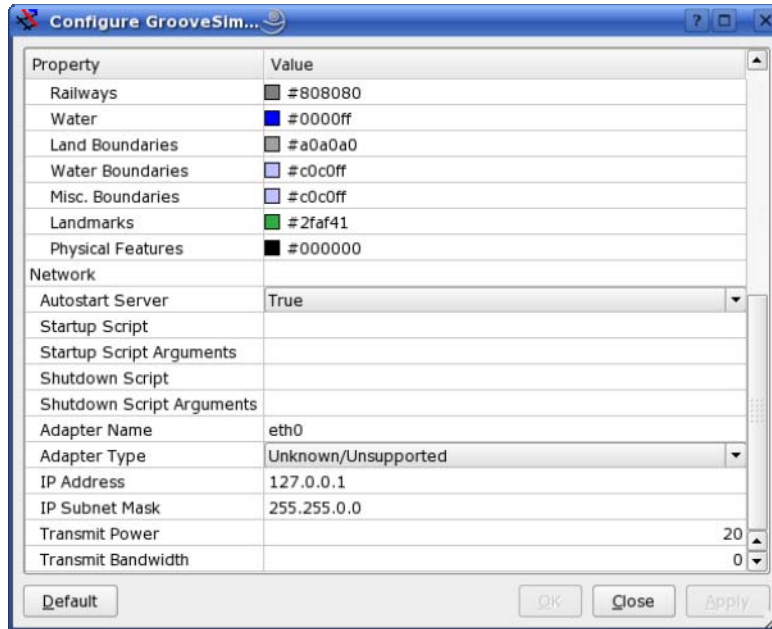 Configure GrooveSim...
Property Value
Railways #808080
Water #0000ff
Land Boundaries #a0a0a0
Water Boundaries #c0c0ff
Misc. Boundaries #c0c0ff
Landmarks #2faf41
Physical Features #000000
Network
Autostart Server True
Startup Script
Startup Script Arguments
Shutdown Script
Shutdown Script Arguments
Adapter Name eth0
Adapter Type Unknown/Unsupported
IP Address 127.0.0.1
IP Subnet Mask 255.255.0.0
Transmit Power 20
Transmit Bandwidth 0
Default OK Close Apply